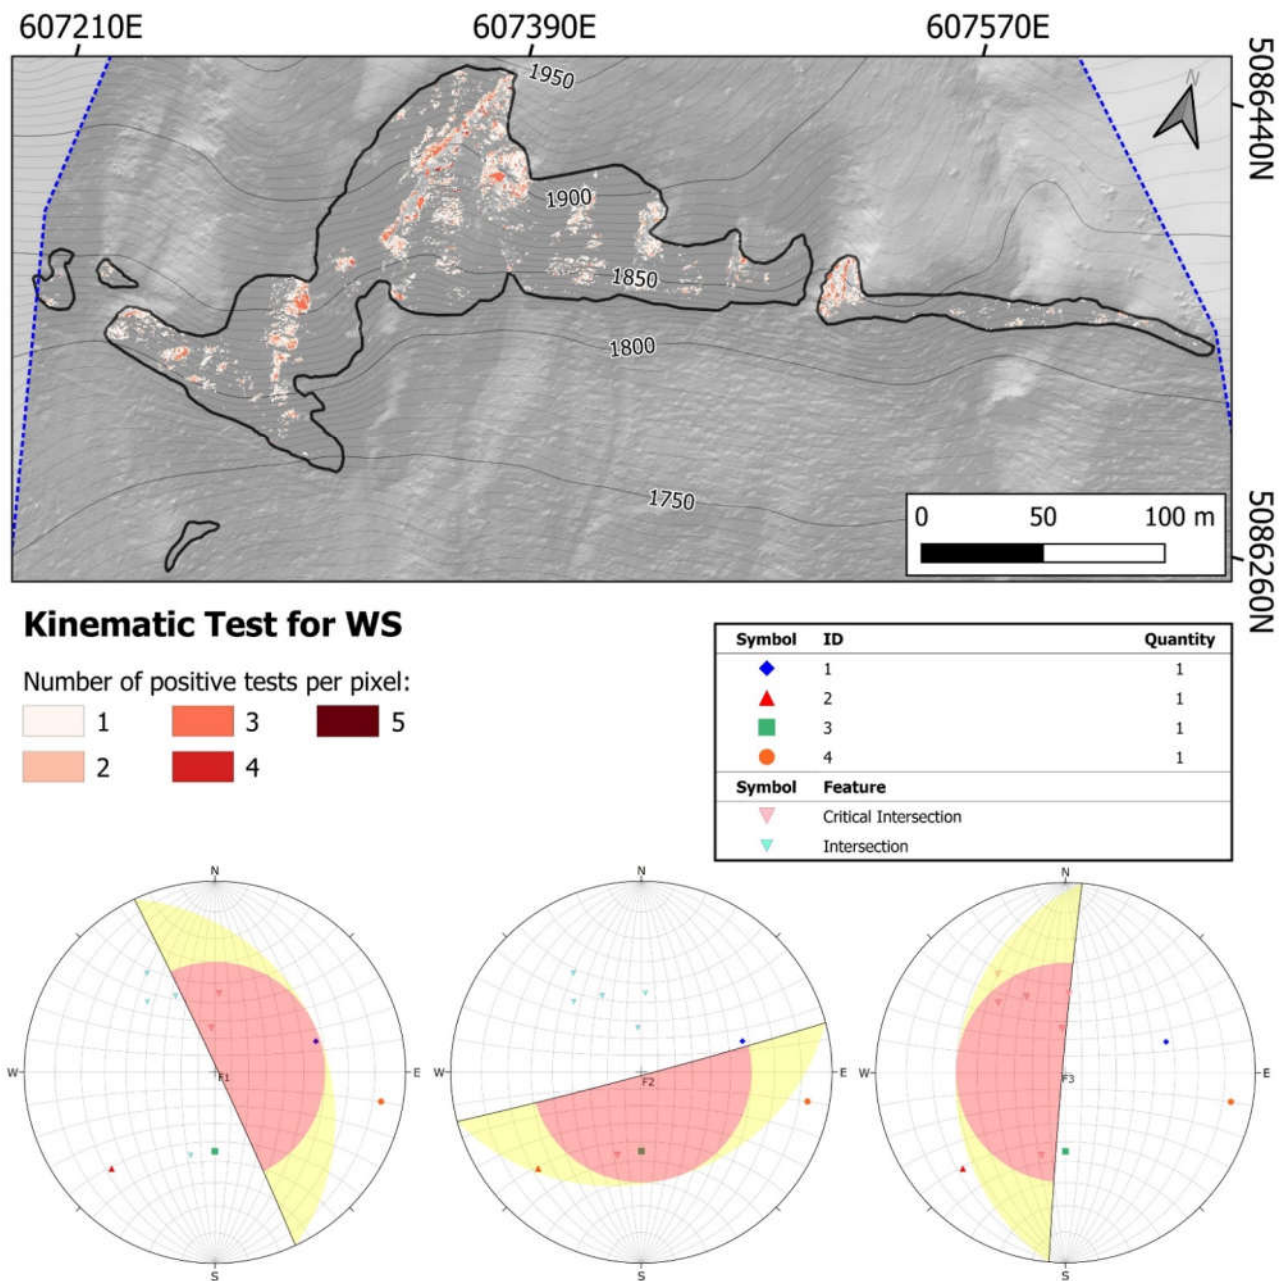 607210E 607390E 607570E
5086440N
N
1950
1900
1850
1800
1750
0 50 100 m
5086260N
Kinematic Test for WS
Number of positive tests per pixel:
1 3 5
2 4
Symbol ID Quantity
1 1
2 1
3 1
4 1
Symbol Feature
Critical Intersection
Intersection
N N N
W F1 E W F2 E W F3 E
S S S